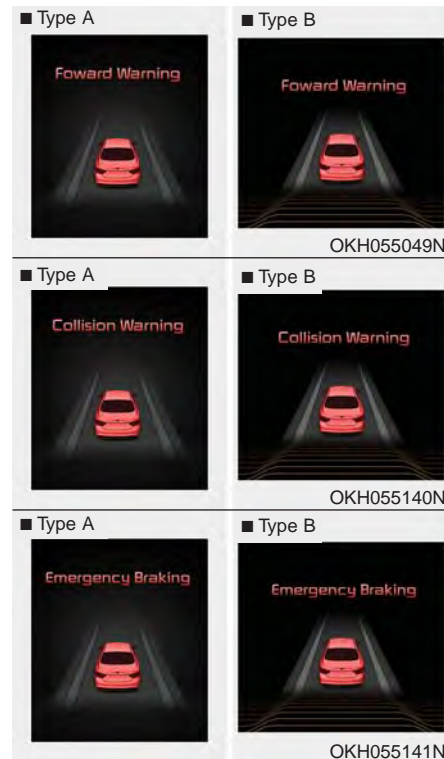 ■ Type A
■ Type B
Foward Warning
Foward Warning
OKH055049N
■ Type A
■ Type B
Collision Warning
Collision Warning
OKH055140N
■ Type A
■ Type B
Emergency Braking
Emergency Braking
OKH055141N